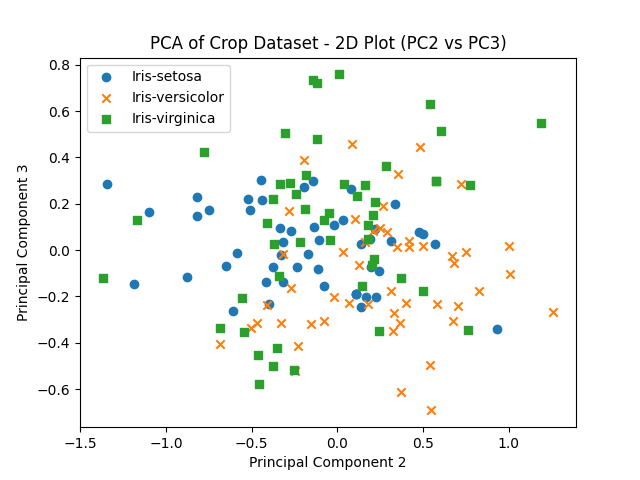 PCA of Crop Dataset - 2D Plot (PC2 vs PC3)
Iris-setosa
Iris-versicolor
Iris-virginica
Principal Component 3
0.8
0.6
0.4
0.2
0.0
−0.2
−0.4
−0.6
−1.5 −1.0 −0.5 0.0 0.5 1.0
Principal Component 2